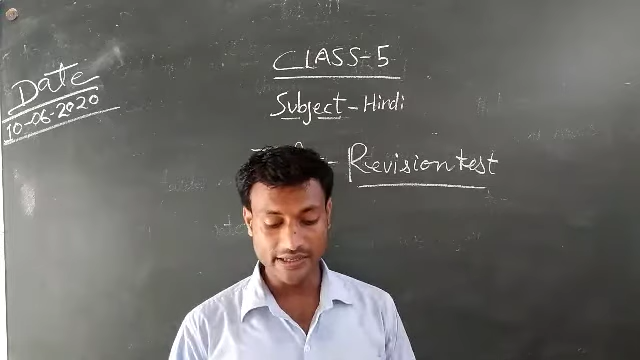 Date
10-06-2020
CLASS-5
Subject - Hindi
- Revision test